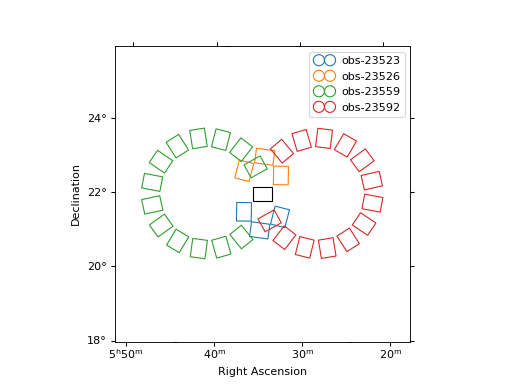 obs-23523
obs-23526
obs-23559
obs-23592
24°
22°
20°
18°
Declination
5ʰ50ᵐ 40ᵐ 30ᵐ 20ᵐ
Right Ascension